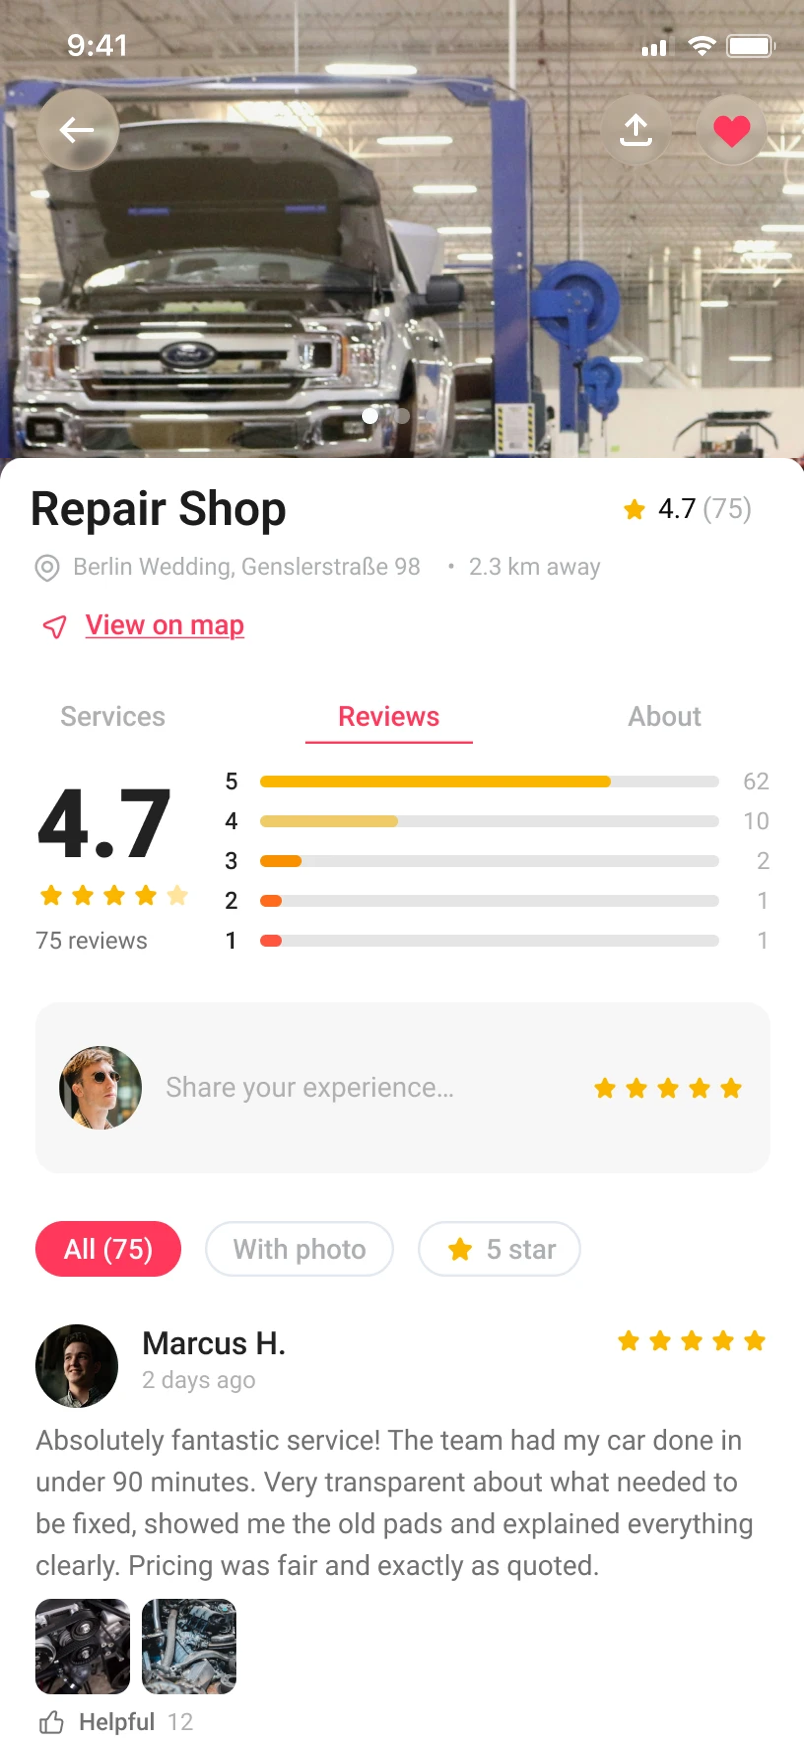 9:41
Repair Shop
4.7 (75)
Berlin Wedding, Genslerstraße 98 • 2.3 km away
View on map
Services Reviews About
4.7
75 reviews
5 62
4 10
3 2
2 1
1 1
Share your experience...
All (75) With photo 5 star
Marcus H.
2 days ago
Absolutely fantastic service! The team had my car done in
under 90 minutes. Very transparent about what needed to
be fixed, showed me the old pads and explained everything
clearly. Pricing was fair and exactly as quoted.
Helpful 12